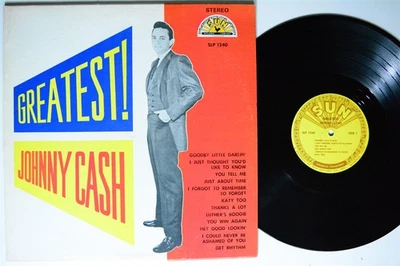 STEREO
SUN
SLP 1240
GREATEST!
JOHNNY CASH
GOODBY LITTLE DARLIN'
I JUST THOUGHT YOU'D
LIKE TO KNOW
YOU TELL ME
JUST ABOUT TIME
I FORGOT TO REMEMBER
TO FORGET
KATY TOO
THANKS A LOT
LUTHER'S BOOGIE
YOU WIN AGAIN
HEY GOOD LOOKIN'
I COULD NEVER BE
ASHAMED OF YOU
GET RHYTHM
SUN